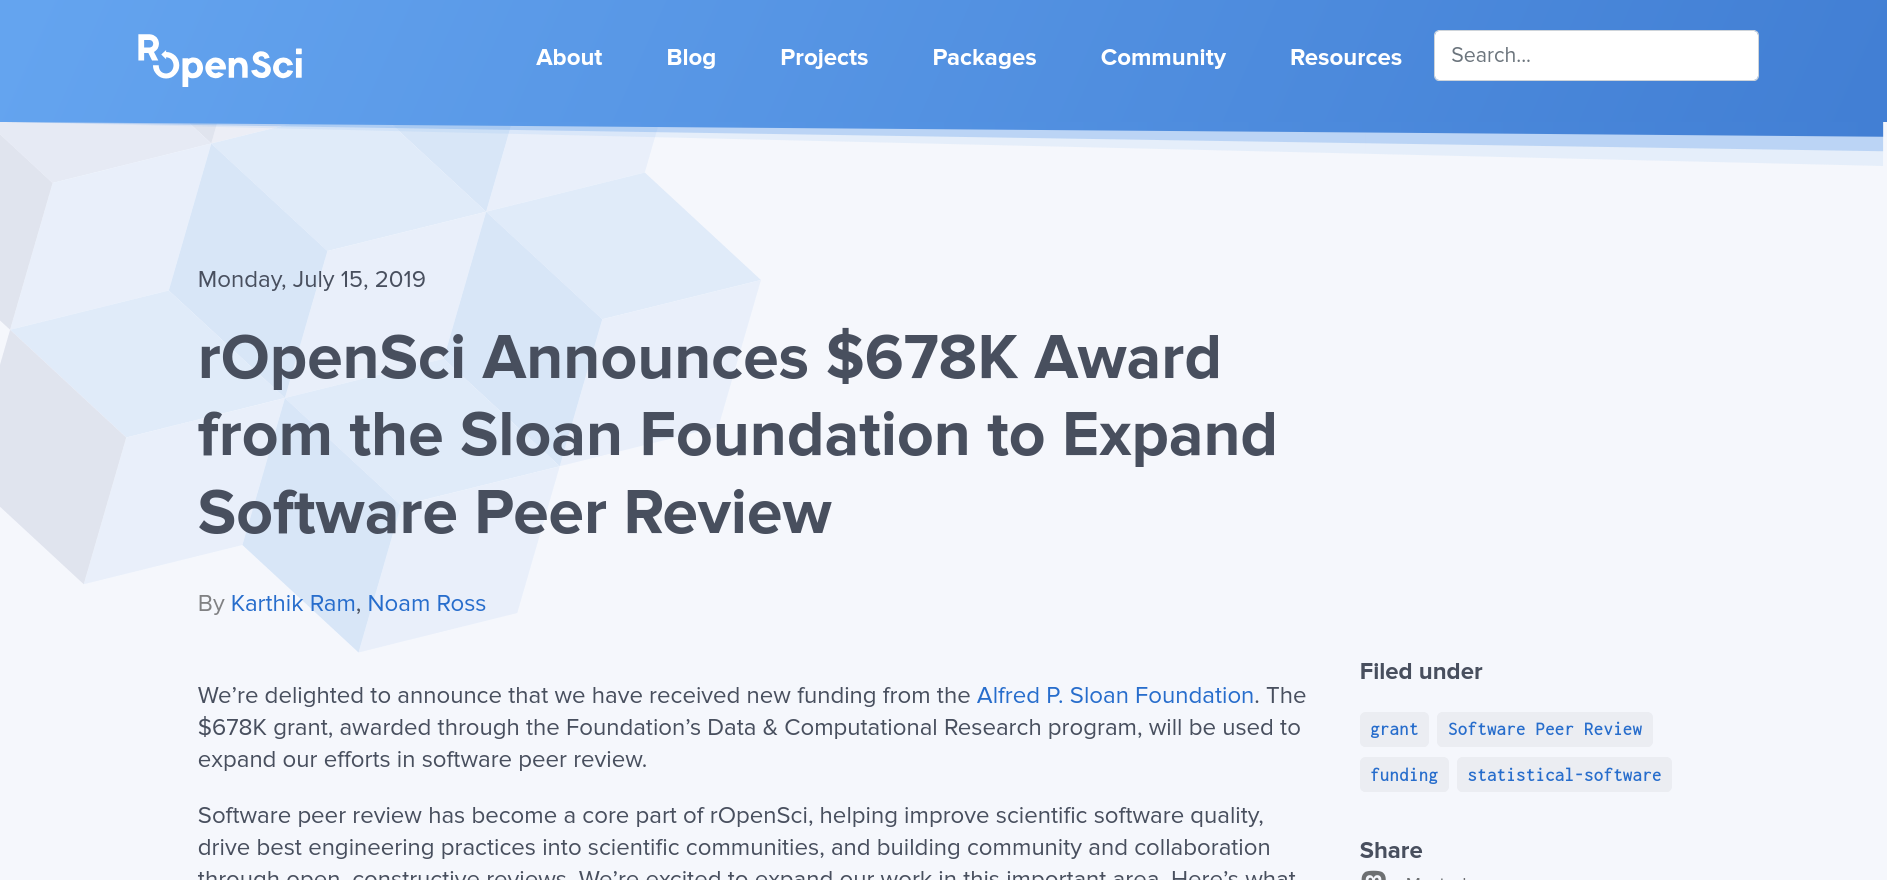 rOpenSci
About Blog Projects Packages Community Resources Search...
Monday, July 15, 2019
rOpenSci Announces $678K Award
from the Sloan Foundation to Expand
Software Peer Review
By Karthik Ram, Noam Ross
We’re delighted to announce that we have received new funding from the Alfred P. Sloan Foundation. The
$678K grant, awarded through the Foundation’s Data & Computational Research program, will be used to
expand our efforts in software peer review.
Software peer review has become a core part of rOpenSci, helping improve scientific software quality,
drive best engineering practices into scientific communities, and building community and collaboration
through open, constructive reviews. We’re excited to expand our work in this important area. Here’s what
Filed under
grant Software Peer Review
funding statistical-software
Share